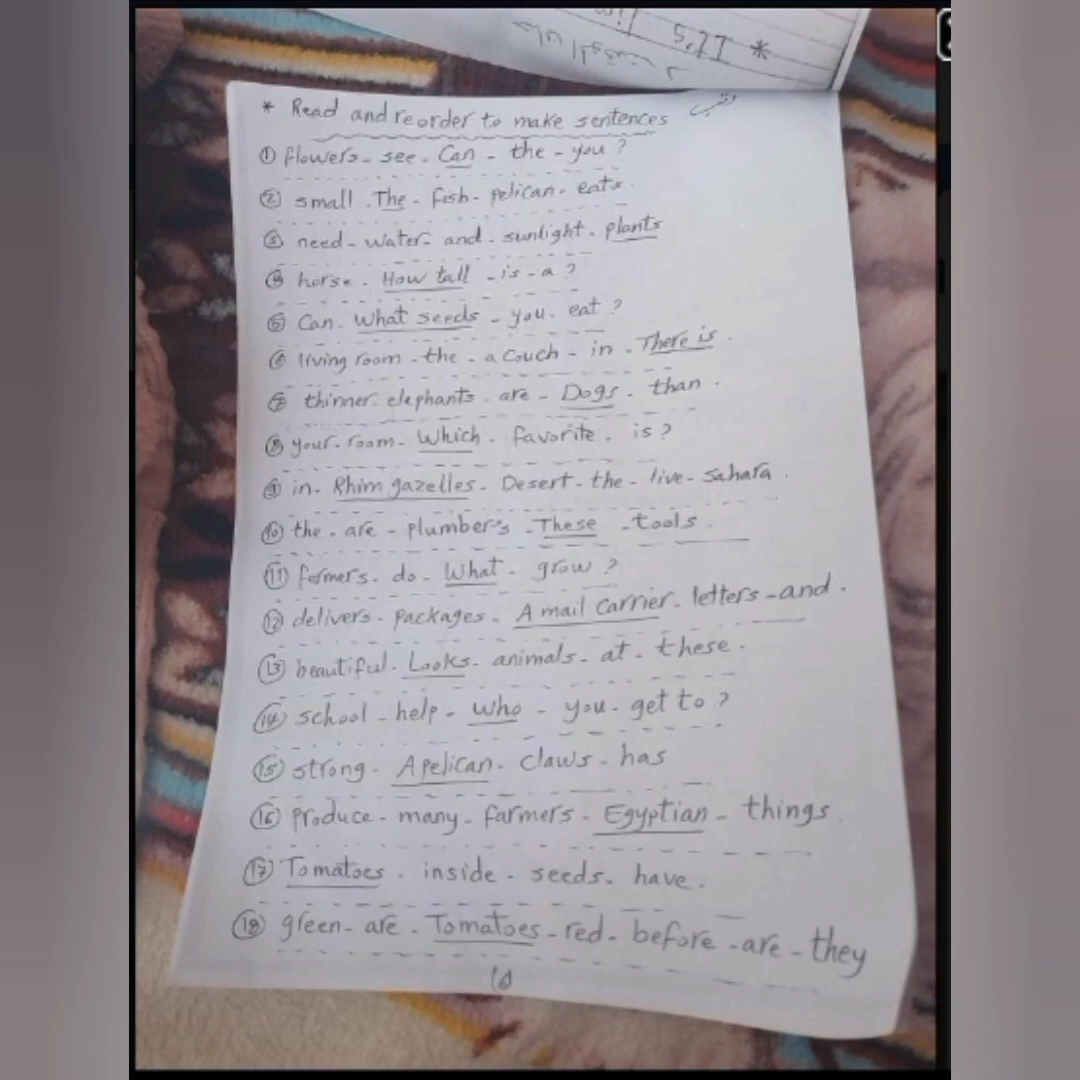 * I I's
* Read and reorder to make sentences
① flowers - see - Can - the - you ?
② small . The - fish - pelican - eats .
③ need - water - and - sunlight - plants
④ horse - How tall - is - a ?
⑤ Can - What seeds - you - eat ?
⑥ living room - the - a couch - in - There is .
⑦ thinner - elephants - are - Dogs - than .
⑧ your - room - Which - favorite - is ?
⑨ in - Rhim gazelles - Desert - the - live - Sahara .
⑩ the - are - plumber's - These - tools .
⑪ formers - do - What - grow ?
⑫ delivers - packages - A mail carrier - letters - and .
⑬ beautiful - Looks - animals - at - these .
⑭ school - help - who - you - get to ?
⑮ strong - A pelican - claws - has
⑯ produce - many - farmers - Egyptian - things
⑰ Tomatoes - inside - seeds - have .
⑱ green - are - Tomatoes - red - before - are - they